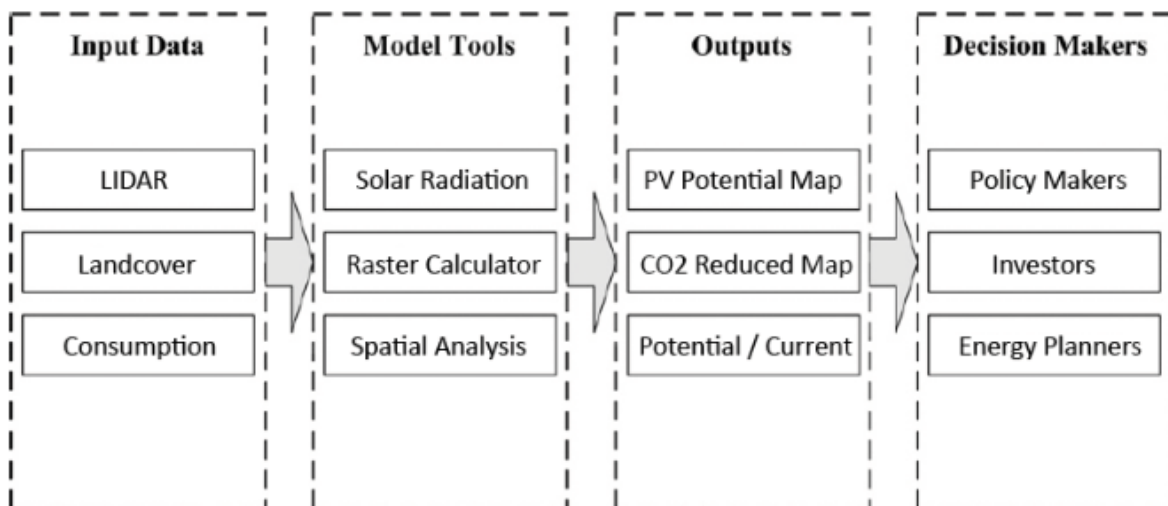 Input Data
LIDAR
Landcover
Consumption
Model Tools
Solar Radiation
Raster Calculator
Spatial Analysis
Outputs
PV Potential Map
CO2 Reduced Map
Potential / Current
Decision Makers
Policy Makers
Investors
Energy Planners